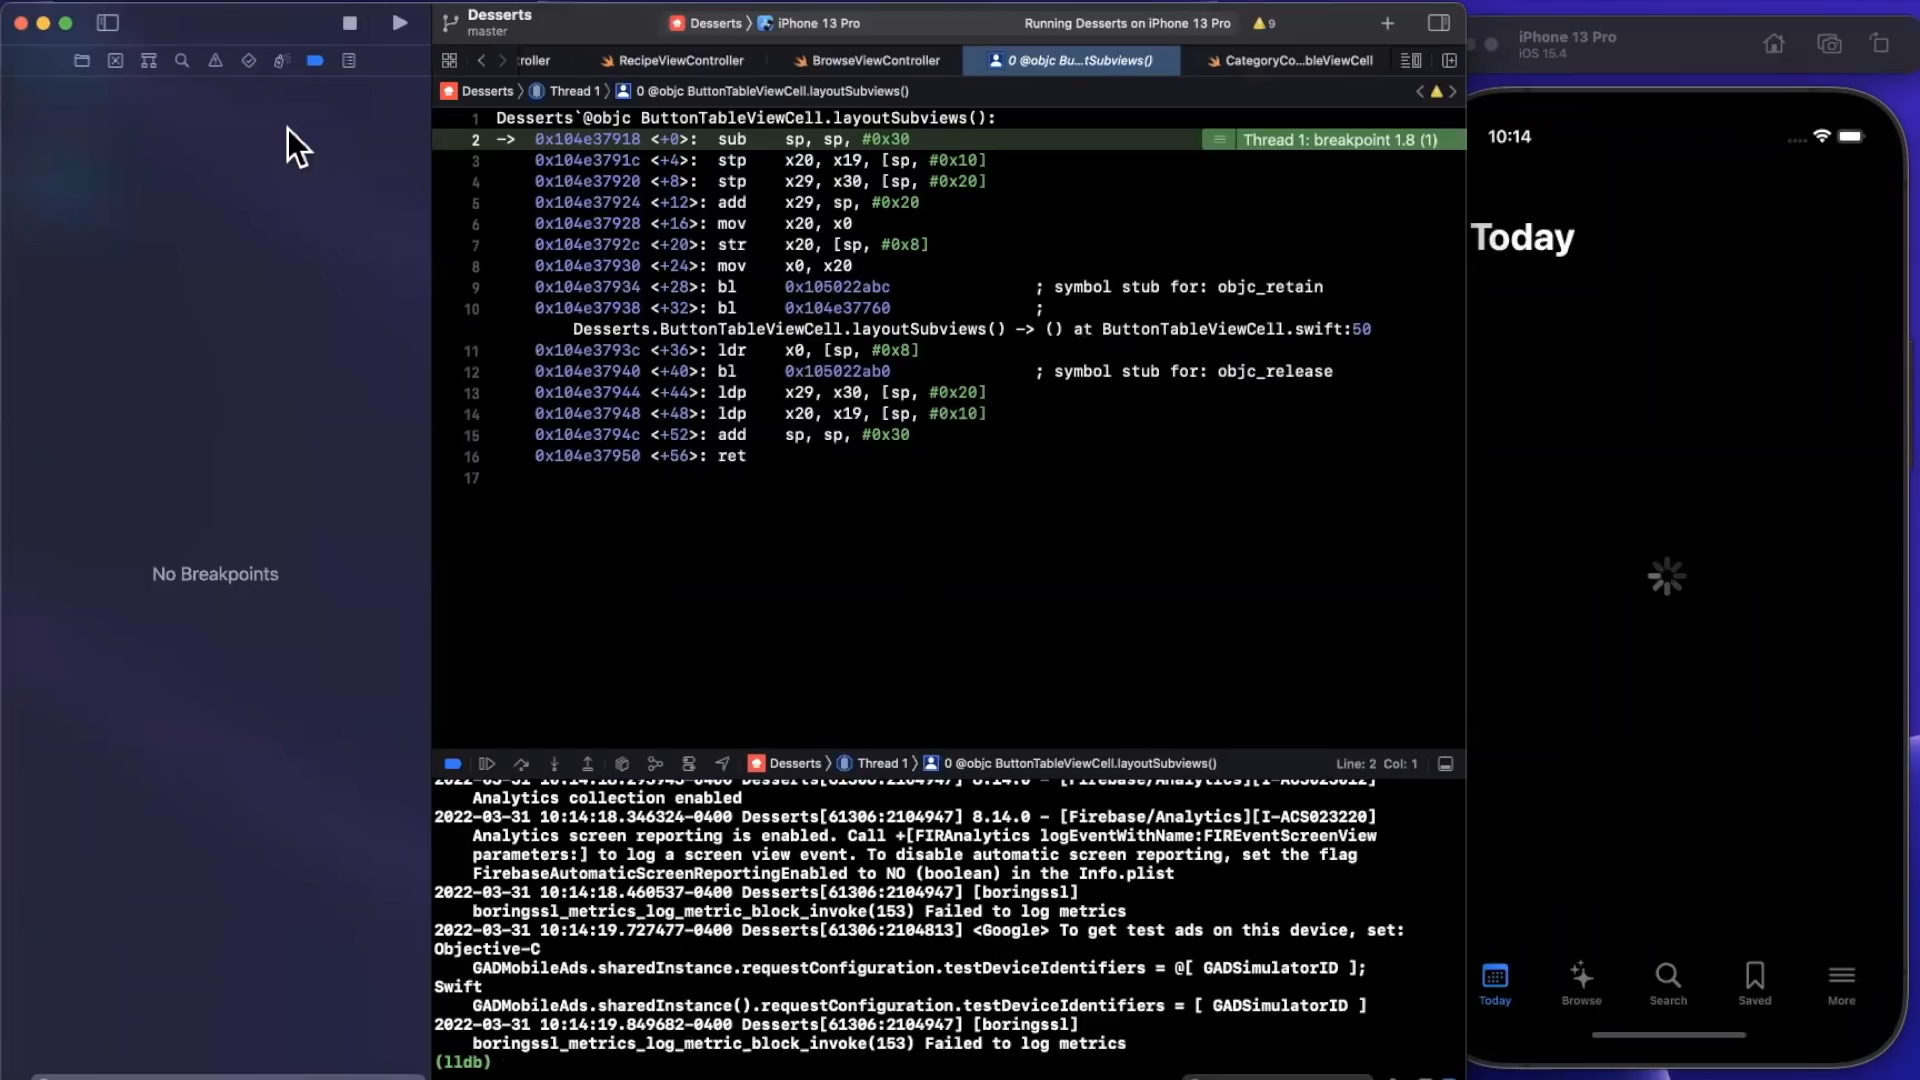 Desserts
master
Desserts
iPhone 13 Pro
Running Desserts on iPhone 13 Pro
9
iPhone 13 Pro
iOS 15.4
roller
RecipeViewController
BrowseViewController
0 @objc Bu...tSubviews()
CategoryCo...bleViewCell
Desserts
Thread 1
0 @objc ButtonTableViewCell.layoutSubviews()
1 Desserts`@objc ButtonTableViewCell.layoutSubviews():
2 -> 0x104e37918 <+0>: sub sp, sp, #0x30
Thread 1: breakpoint 1.8 (1)
3 0x104e3791c <+4>: stp x20, x19, [sp, #0x10]
4 0x104e37920 <+8>: stp x29, x30, [sp, #0x20]
5 0x104e37924 <+12>: add x29, sp, #0x20
6 0x104e37928 <+16>: mov x20, x0
7 0x104e3792c <+20>: str x20, [sp, #0x8]
8 0x104e37930 <+24>: mov x0, x20
9 0x104e37934 <+28>: bl 0x105022abc ; symbol stub for: objc_retain
10 0x104e37938 <+32>: bl 0x104e37760 ;
Desserts.ButtonTableViewCell.layoutSubviews() -> () at ButtonTableViewCell.swift:50
11 0x104e3793c <+36>: ldr x0, [sp, #0x8]
12 0x104e37940 <+40>: bl 0x105022ab0 ; symbol stub for: objc_release
13 0x104e37944 <+44>: ldp x29, x30, [sp, #0x20]
14 0x104e37948 <+48>: ldp x20, x19, [sp, #0x10]
15 0x104e3794c <+52>: add sp, sp, #0x30
16 0x104e37950 <+56>: ret
17
No Breakpoints
10:14
Today
Desserts
Thread 1
0 @objc ButtonTableViewCell.layoutSubviews()
Line: 2 Col: 1
Analytics collection enabled
2022-03-31 10:14:18.346324-0400 Desserts[61306:2104947] 8.14.0 - [Firebase/Analytics][I-ACS023220]
Analytics screen reporting is enabled. Call +[FIRAnalytics logEventWithName:FIREventScreenView
parameters:] to log a screen view event. To disable automatic screen reporting, set the flag
FirebaseAutomaticScreenReportingEnabled to NO (boolean) in the Info.plist
2022-03-31 10:14:18.460537-0400 Desserts[61306:2104947] [boringssl]
boringssl_metrics_log_metric_block_invoke(153) Failed to log metrics
2022-03-31 10:14:19.727477-0400 Desserts[61306:2104813] <Google> To get test ads on this device, set:
Objective-C
GADMobileAds.sharedInstance.requestConfiguration.testDeviceIdentifiers = @[ GADSimulatorID ];
Swift
GADMobileAds.sharedInstance().requestConfiguration.testDeviceIdentifiers = [ GADSimulatorID ]
2022-03-31 10:14:19.849682-0400 Desserts[61306:2104947] [boringssl]
boringssl_metrics_log_metric_block_invoke(153) Failed to log metrics
(lldb)
Today
Browse
Search
Saved
More